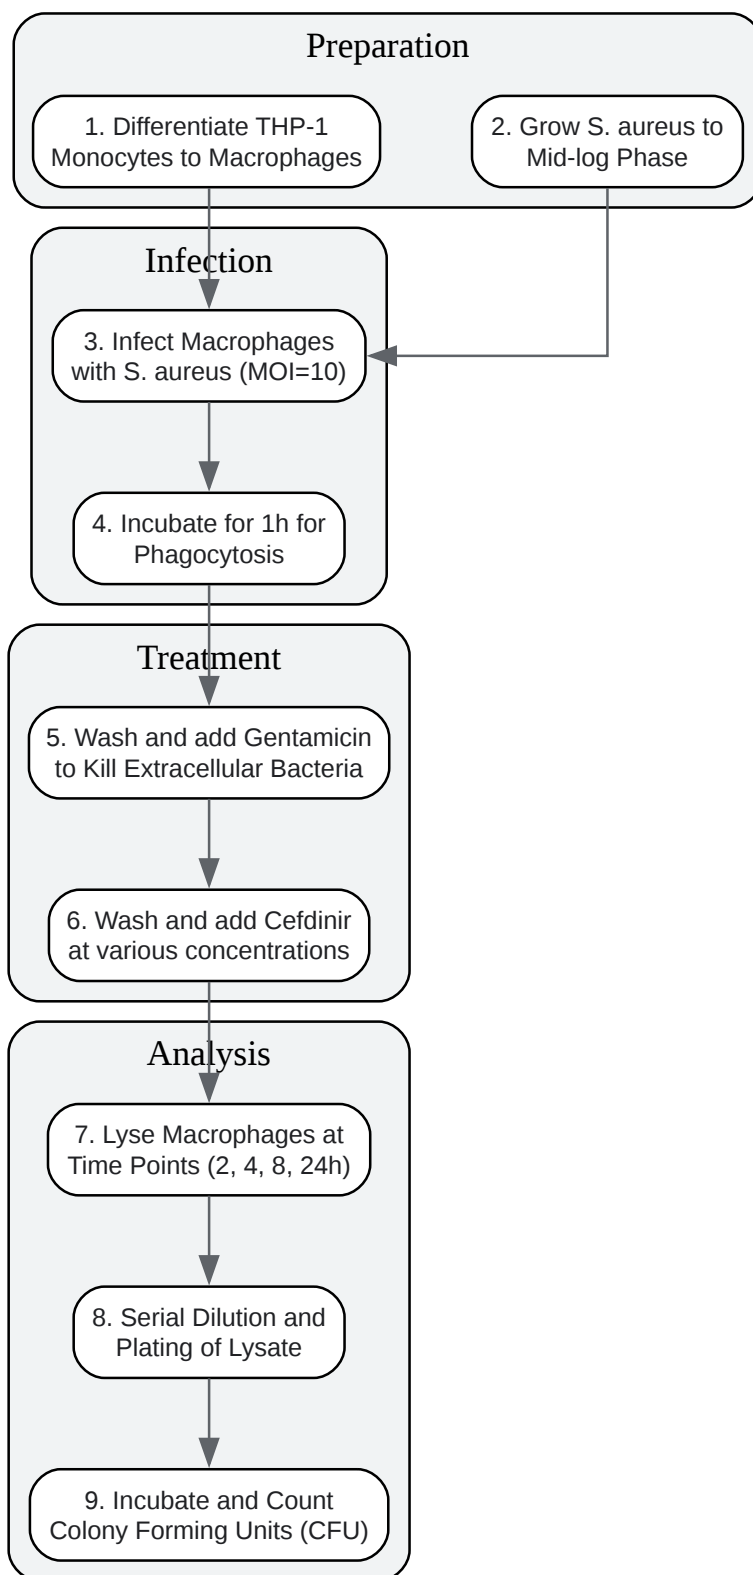 Preparation
1. Differentiate THP-1
Monocytes to Macrophages
2. Grow S. aureus to
Mid-log Phase
Infection
3. Infect Macrophages
with S. aureus (MOI=10)
4. Incubate for 1h for
Phagocytosis
Treatment
5. Wash and add Gentamicin
to Kill Extracellular Bacteria
6. Wash and add Cefdinir
at various concentrations
Analysis
7. Lyse Macrophages at
Time Points (2, 4, 8, 24h)
8. Serial Dilution and
Plating of Lysate
9. Incubate and Count
Colony Forming Units (CFU)